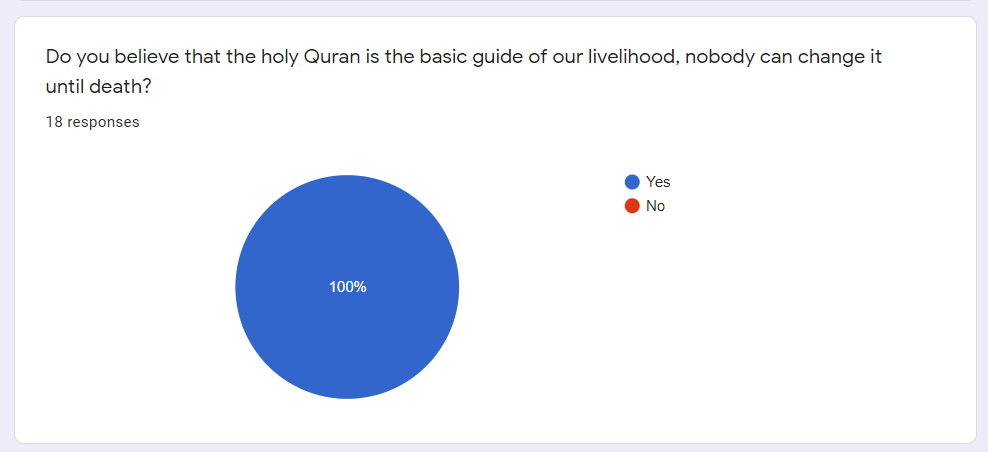 Do you believe that the holy Quran is the basic guide of our livelihood, nobody can change it
until death?
18 responses
Yes
No
100%